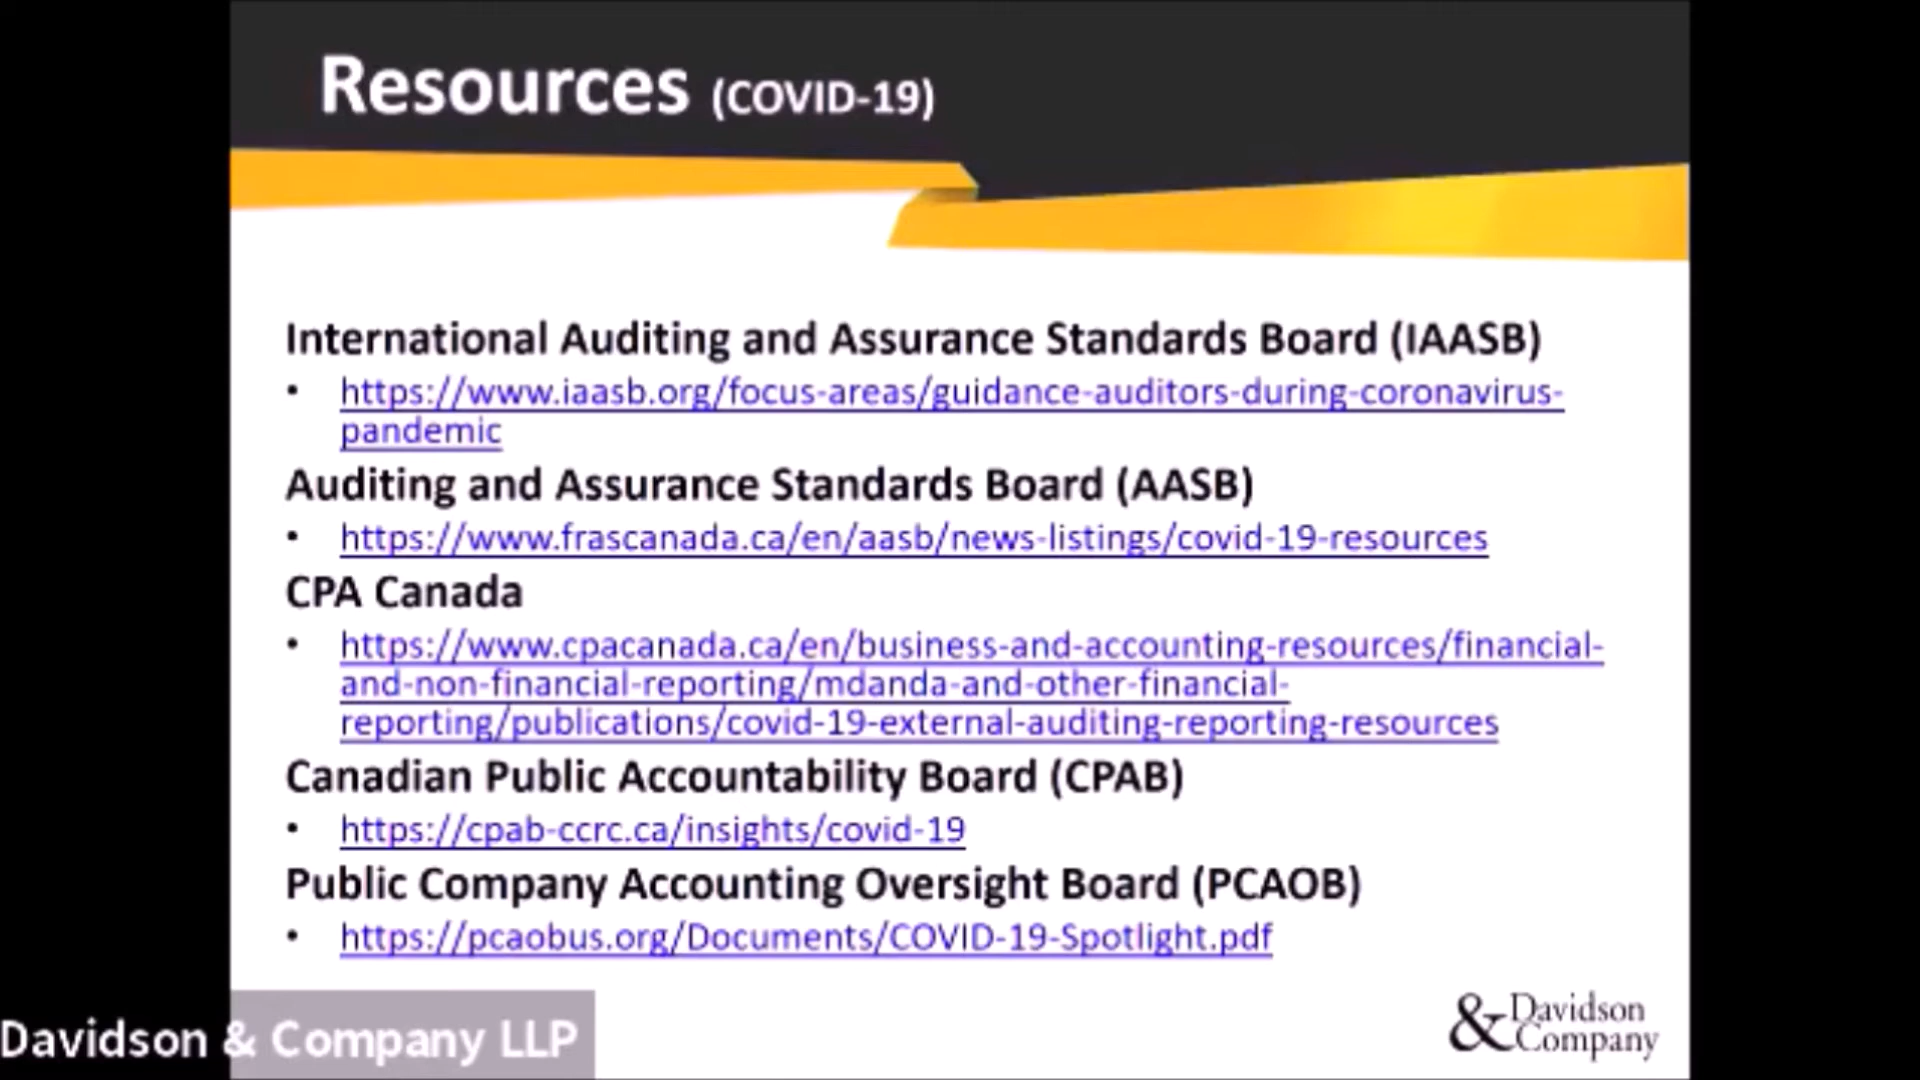 Resources (COVID-19)
International Auditing and Assurance Standards Board (IAASB)
• https://www.iaasb.org/focus-areas/guidance-auditors-during-coronavirus-
pandemic
Auditing and Assurance Standards Board (AASB)
• https://www.frascanada.ca/en/aasb/news-listings/covid-19-resources
CPA Canada
• https://www.cpacanada.ca/en/business-and-accounting-resources/financial-
and-non-financial-reporting/mdanda-and-other-financial-
reporting/publications/covid-19-external-auditing-reporting-resources
Canadian Public Accountability Board (CPAB)
• https://cpab-ccrc.ca/insights/covid-19
Public Company Accounting Oversight Board (PCAOB)
• https://pcaobus.org/Documents/COVID-19-Spotlight.pdf
Davidson & Company LLP
& Davidson
Company